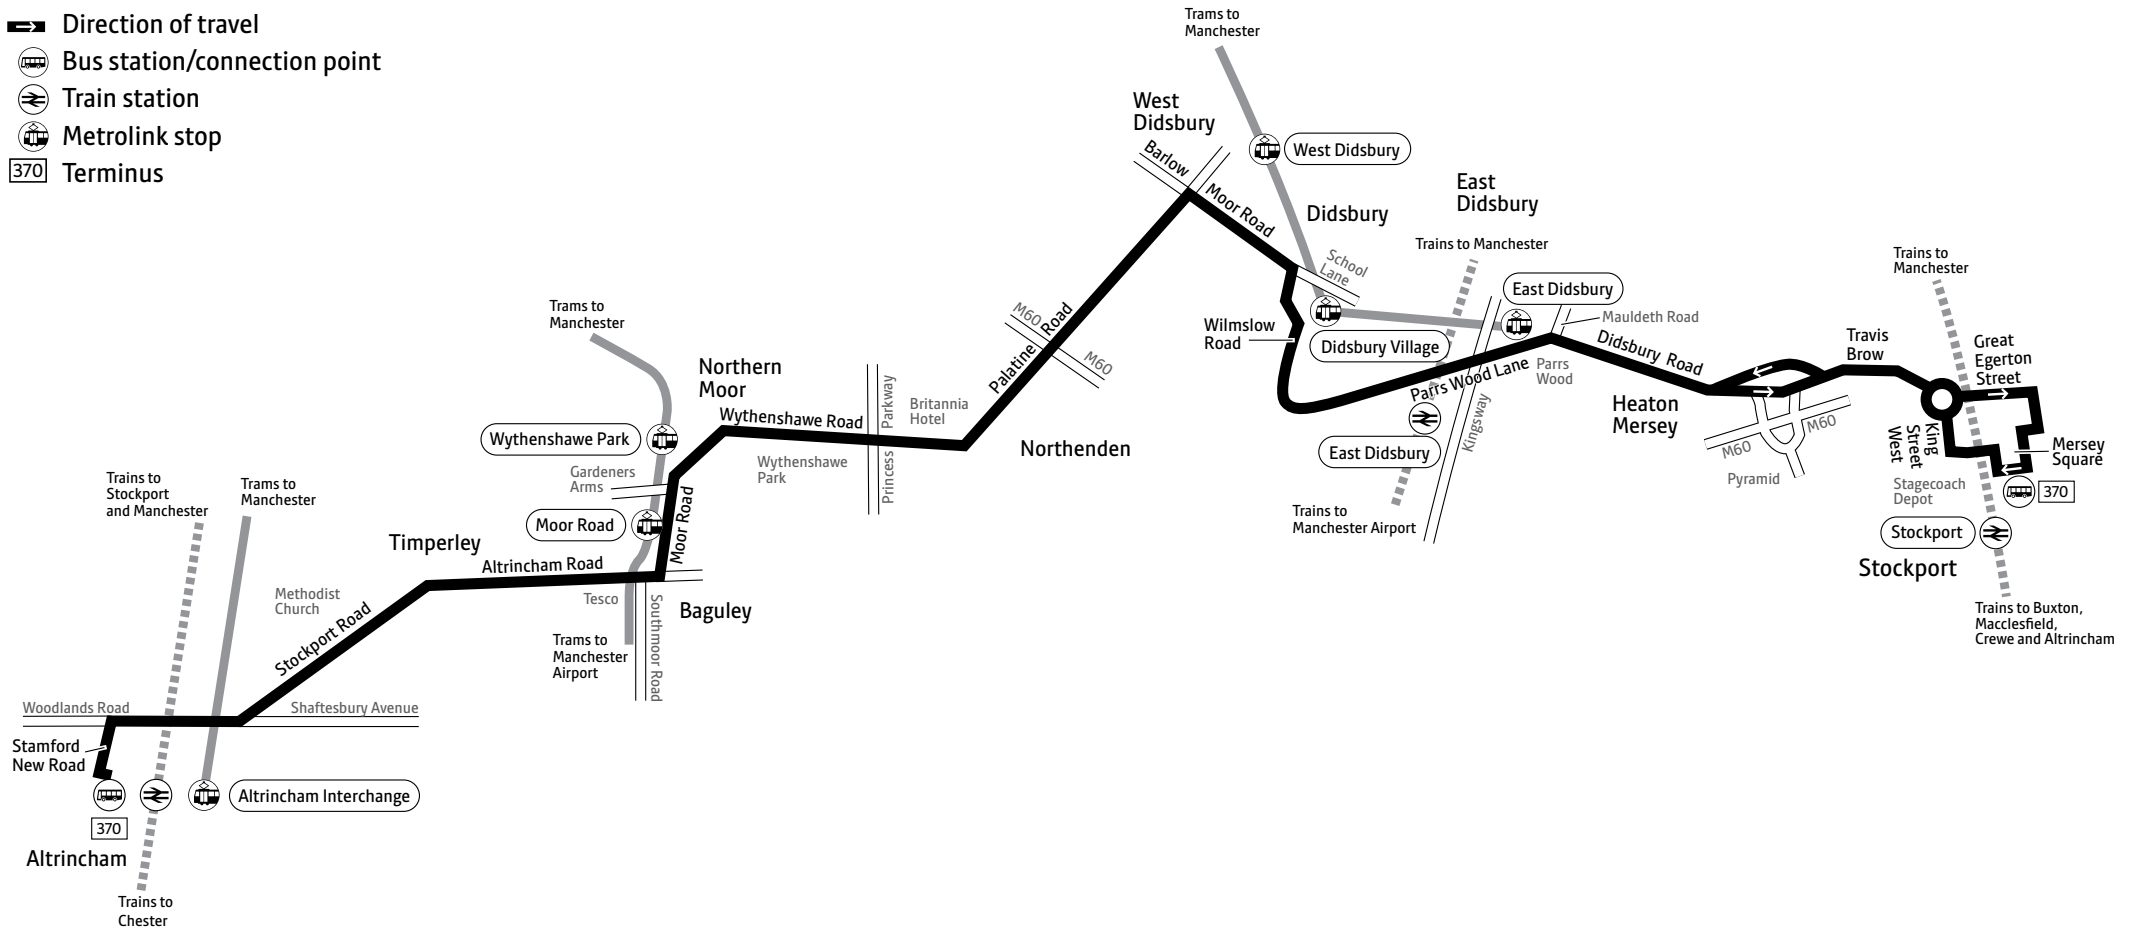 Direction of travel
Bus station/connection point
Train station
Metrolink stop
370 Terminus
Trams to
Manchester
West
Didsbury
West Didsbury
Barlow
Moor Road
Didsbury
East
Didsbury
Trains to Manchester
School
Lane
East Didsbury
Mauldeth Road
Wilmslow
Road
Didsbury Village
Parrs Wood Lane
Parrs
Wood
Didsbury Road
Kingsway
East Didsbury
Trains to
Manchester Airport
Heaton
Mersey
M60
M60
Pyramid
Travis
Brow
Trains to
Manchester
Great
Egerton
Street
King
Street
West
Mersey
Square
Stagecoach
Depot
370
Stockport
Stockport
Trains to Buxton,
Macclesfield,
Crewe and Altrincham
M60
M60
Palatine Road
Northenden
Britannia
Hotel
Princess Parkway
Wythenshawe Road
Wythenshawe
Park
Northern
Moor
Trams to
Manchester
Wythenshawe Park
Gardeners
Arms
Moor Road
Moor Road
Timperley
Altrincham Road
Tesco
Southmoor Road
Baguley
Trams to
Manchester
Airport
Trains to
Stockport
and Manchester
Trams to
Manchester
Methodist
Church
Stockport Road
Woodlands Road
Shaftesbury Avenue
Stamford
New Road
Altrincham Interchange
370
Altrincham
Trains to
Chester